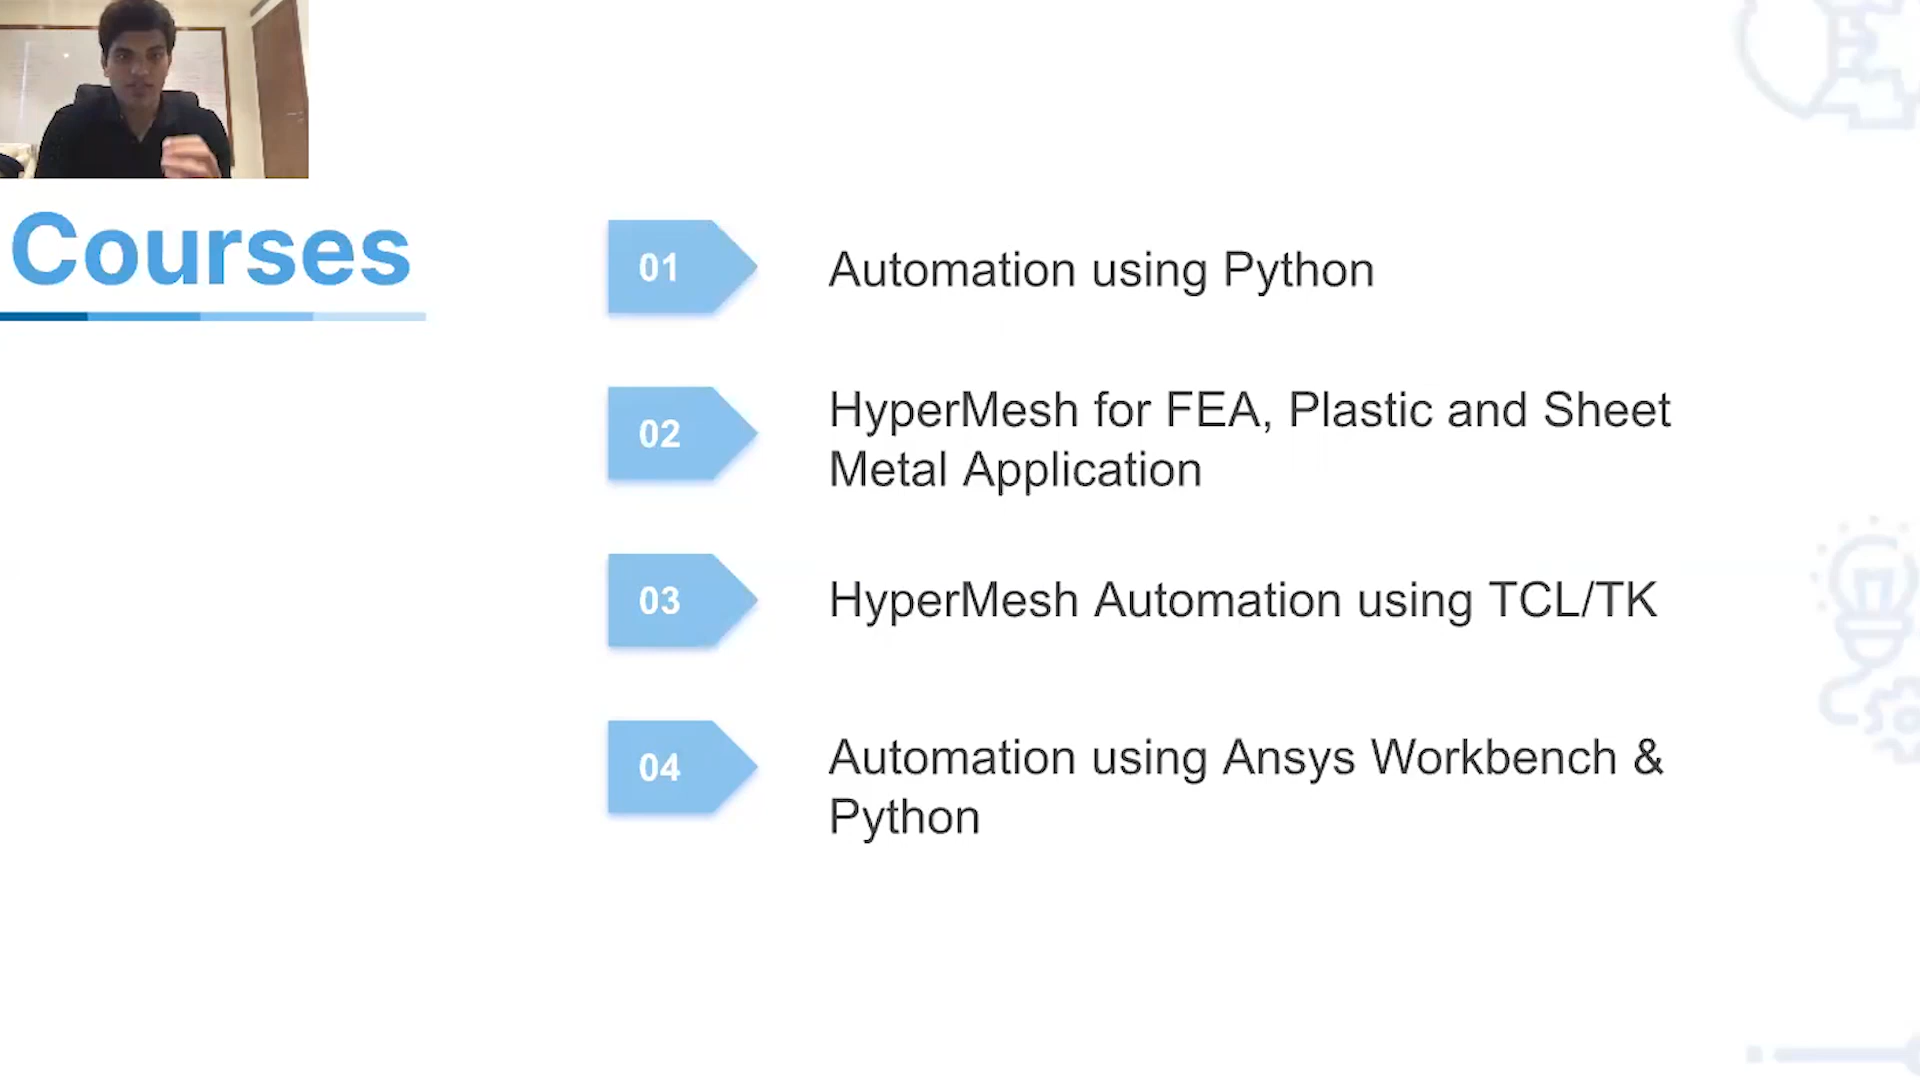 Courses
01
Automation using Python
02
HyperMesh for FEA, Plastic and Sheet
Metal Application
03
HyperMesh Automation using TCL/TK
04
Automation using Ansys Workbench &
Python